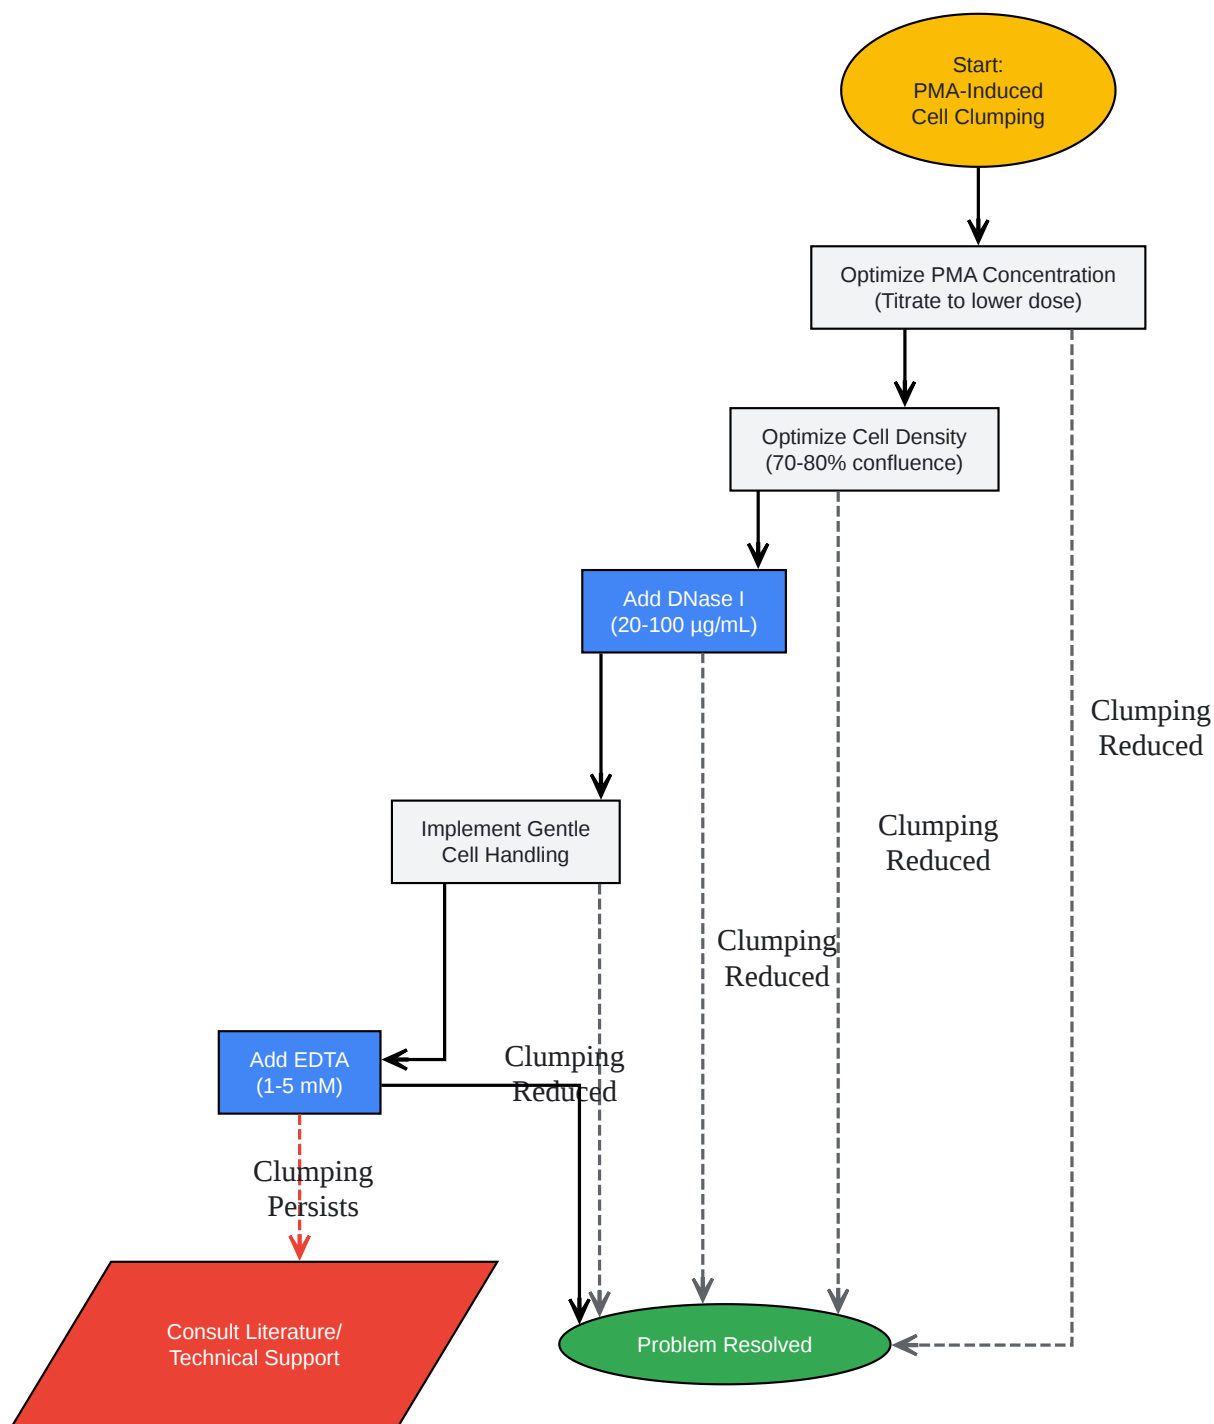 Start:
PMA-Induced
Cell Clumping
Optimize PMA Concentration
(Titrate to lower dose)
Optimize Cell Density
(70-80% confluence)
Add DNase I
(20-100 µg/mL)
Clumping
Reduced
Implement Gentle
Cell Handling
Clumping
Reduced
Clumping
Reduced
Add EDTA
(1-5 mM)
Clumping
Reduced
Clumping
Persists
Consult Literature/
Technical Support
Problem Resolved